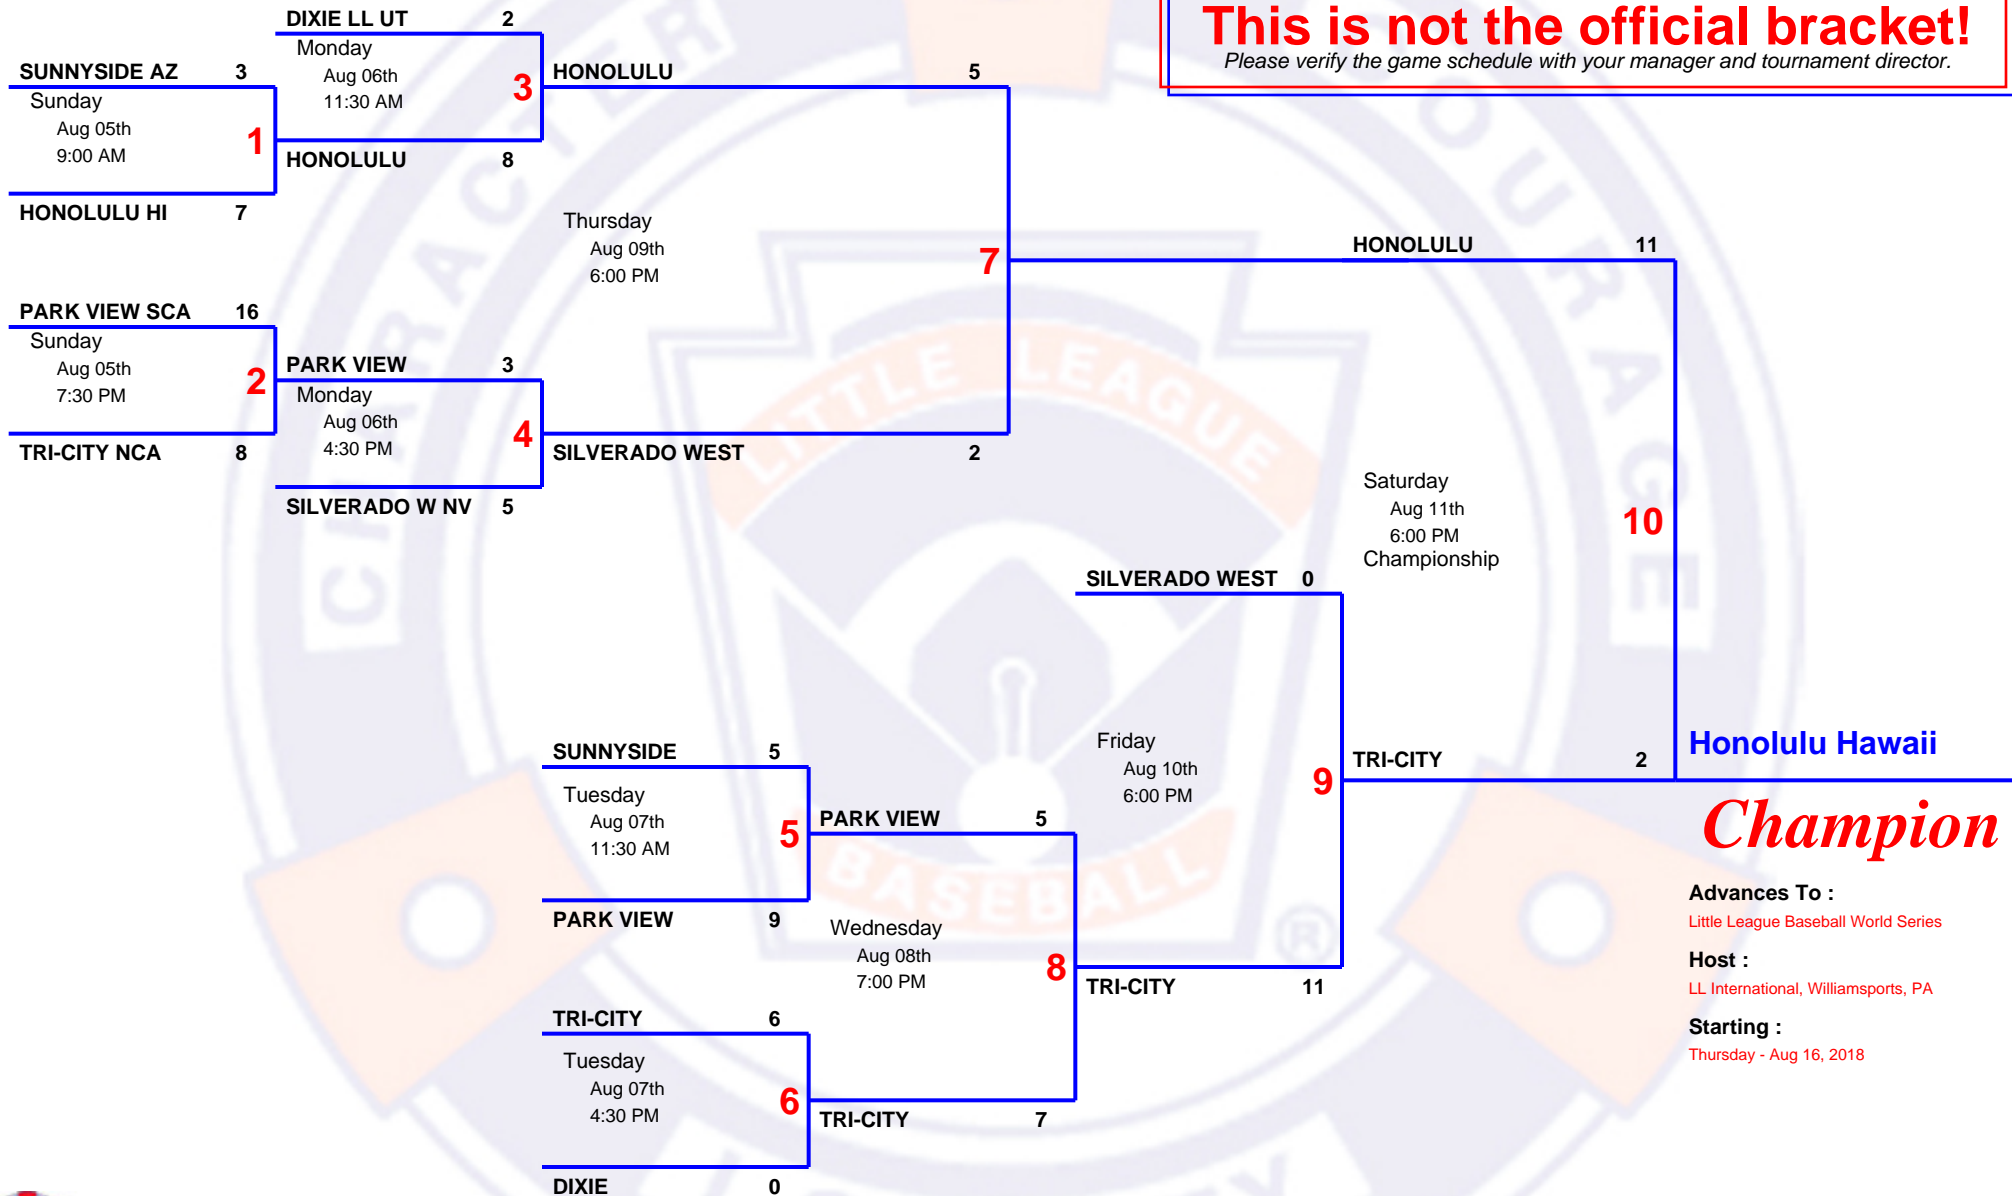 This is not the official bracket!
Please verify the game schedule with your manager and tournament director.
DIXIE LL UT 2
Monday
Aug 06th
11:30 AM
3
HONOLULU 8
SUNNYSIDE AZ 3
Sunday
Aug 05th
9:00 AM
1
HONOLULU HI 7
HONOLULU 5
Thursday
Aug 09th
6:00 PM
7
SILVERADO WEST 2
PARK VIEW SCA 16
Sunday
Aug 05th
7:30 PM
2
TRI-CITY NCA 8
PARK VIEW 3
Monday
Aug 06th
4:30 PM
4
SILVERADO W NV 5
HONOLULU 11
Saturday
Aug 11th
6:00 PM
Championship
10
TRI-CITY 2
SILVERADO WEST 0
Friday
Aug 10th
6:00 PM
9
TRI-CITY 11
SUNNYSIDE 5
Tuesday
Aug 07th
11:30 AM
5
PARK VIEW 9
PARK VIEW 5
Wednesday
Aug 08th
7:00 PM
8
TRI-CITY 7
TRI-CITY 6
Tuesday
Aug 07th
4:30 PM
6
DIXIE 0
Honolulu Hawaii
Champion
Advances To :
Little League Baseball World Series
Host :
LL International, Williamsports, PA
Starting :
Thursday - Aug 16, 2018
CHARACTER
COURAGE
LITTLE LEAGUE
BASEBALL
®